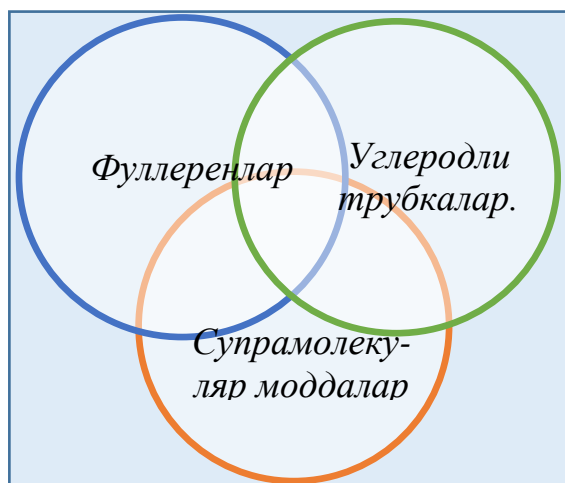 Фуллеренлар
Углеродли
трубкалар.
Супрамолеку-
ляр моддалар